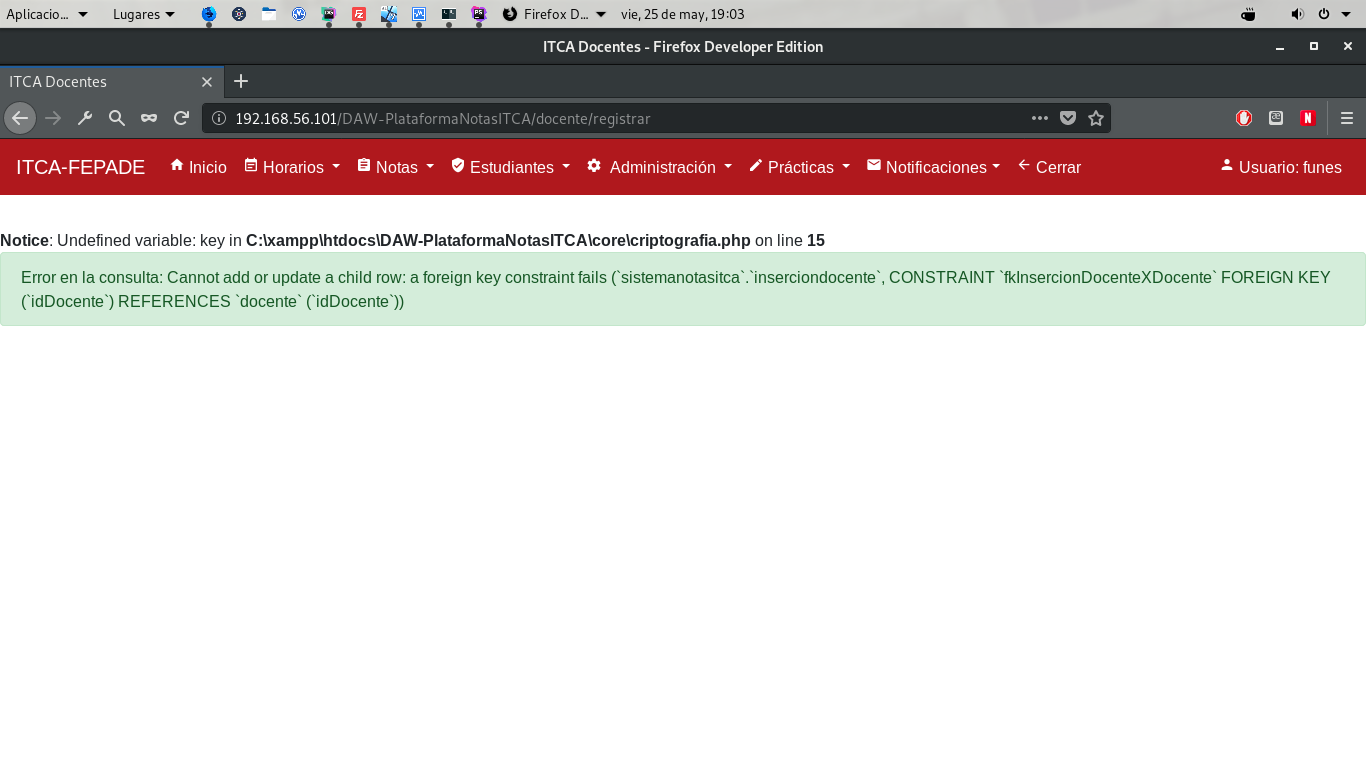 Aplicacio... Lugares Firefox D... vie, 25 de may, 19:03
ITCA Docentes - Firefox Developer Edition
ITCA Docentes
192.168.56.101/DAW-PlataformaNotasITCA/docente/registrar
ITCA-FEPADE Inicio Horarios Notas Estudiantes Administración Prácticas Notificaciones Cerrar Usuario: funes
Notice: Undefined variable: key in C:\xampp\htdocs\DAW-PlataformaNotasITCA\core\criptografia.php on line 15
Error en la consulta: Cannot add or update a child row: a foreign key constraint fails (`sistemanotasitca`.`inserciondocente`, CONSTRAINT `fkInsercionDocenteXDocente` FOREIGN KEY
(`idDocente`) REFERENCES `docente` (`idDocente`))